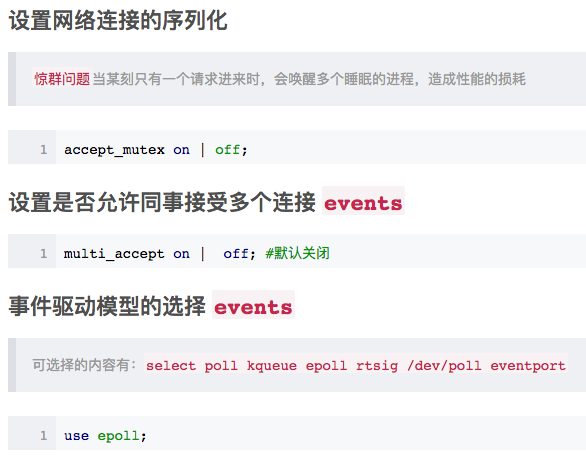 设置网络连接的序列化
惊群问题当某刻只有一个请求进来时，会唤醒多个睡眠的进程，造成性能的损耗
1 accept_mutex on | off;
设置是否允许同事接受多个连接 events
1 multi_accept on |  off; #默认关闭
事件驱动模型的选择 events
可选择的内容有：select poll kqueue epoll rtsig /dev/poll eventport
1 use epoll;